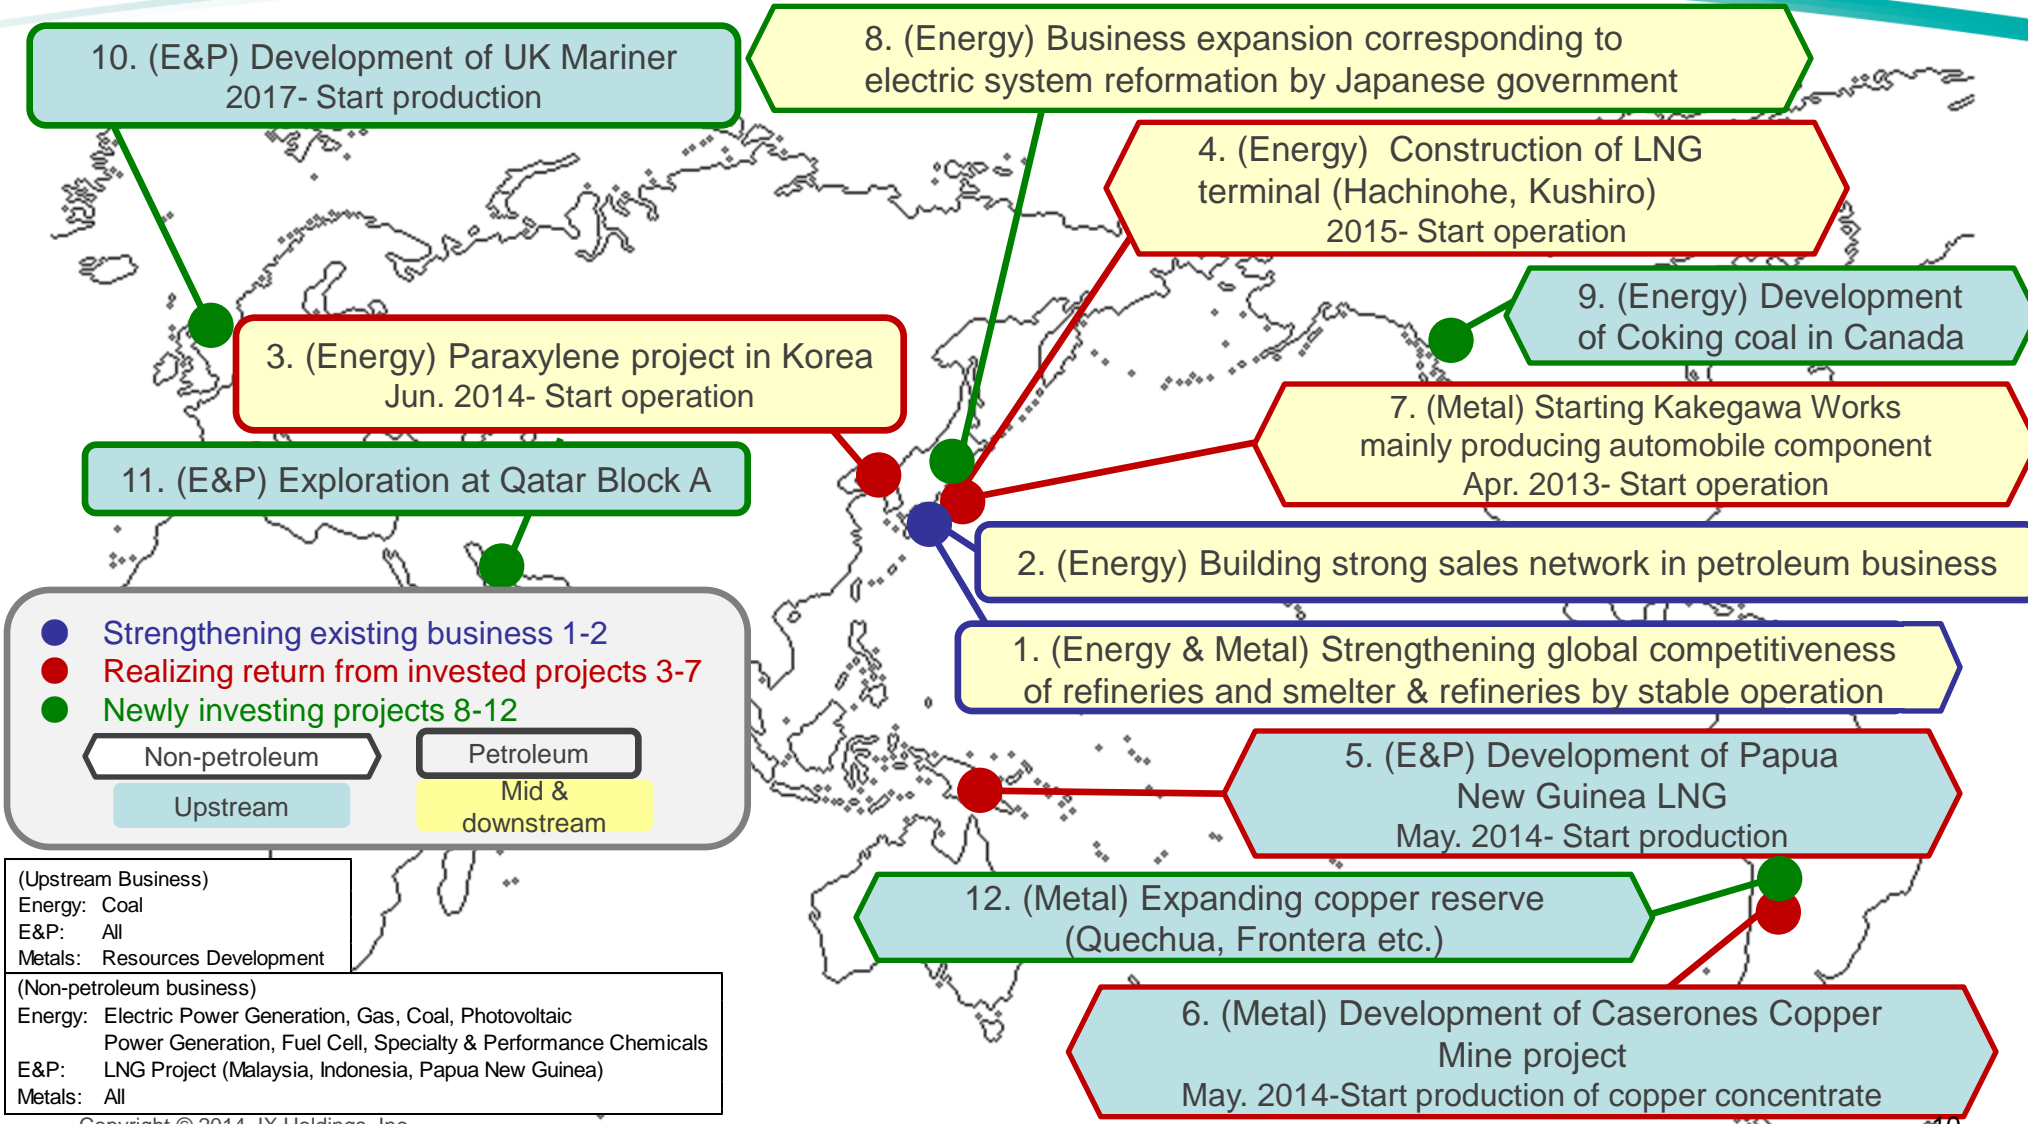 10. (E&P) Development of UK Mariner
2017- Start production
8. (Energy) Business expansion corresponding to
electric system reformation by Japanese government
4. (Energy) Construction of LNG
terminal (Hachinohe, Kushiro)
2015- Start operation
9. (Energy) Development
of Coking coal in Canada
3. (Energy) Paraxylene project in Korea
Jun. 2014- Start operation
7. (Metal) Starting Kakegawa Works
mainly producing automobile component
Apr. 2013- Start operation
11. (E&P) Exploration at Qatar Block A
2. (Energy) Building strong sales network in petroleum business
1. (Energy & Metal) Strengthening global competitiveness
of refineries and smelter & refineries by stable operation
Strengthening existing business 1-2
Realizing return from invested projects 3-7
Newly investing projects 8-12
Non-petroleum
Petroleum
Upstream
Mid &
downstream
5. (E&P) Development of Papua
New Guinea LNG
May. 2014- Start production
12. (Metal) Expanding copper reserve
(Quechua, Frontera etc.)
6. (Metal) Development of Caserones Copper
Mine project
May. 2014-Start production of copper concentrate
(Upstream Business)
Energy: Coal
E&P: All
Metals: Resources Development
(Non-petroleum business)
Energy: Electric Power Generation, Gas, Coal, Photovoltaic
Power Generation, Fuel Cell, Specialty & Performance Chemicals
E&P: LNG Project (Malaysia, Indonesia, Papua New Guinea)
Metals: All
Copyright © 2014 JX Holdings, Inc.